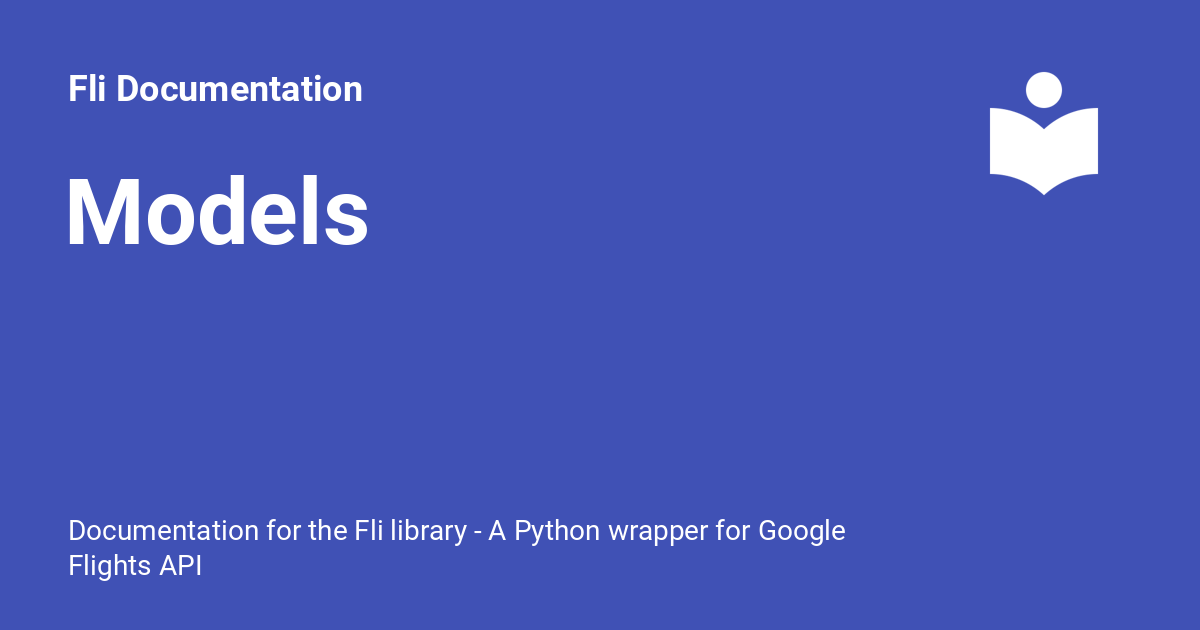 Fli Documentation
Models
Documentation for the Fli library - A Python wrapper for Google
Flights API